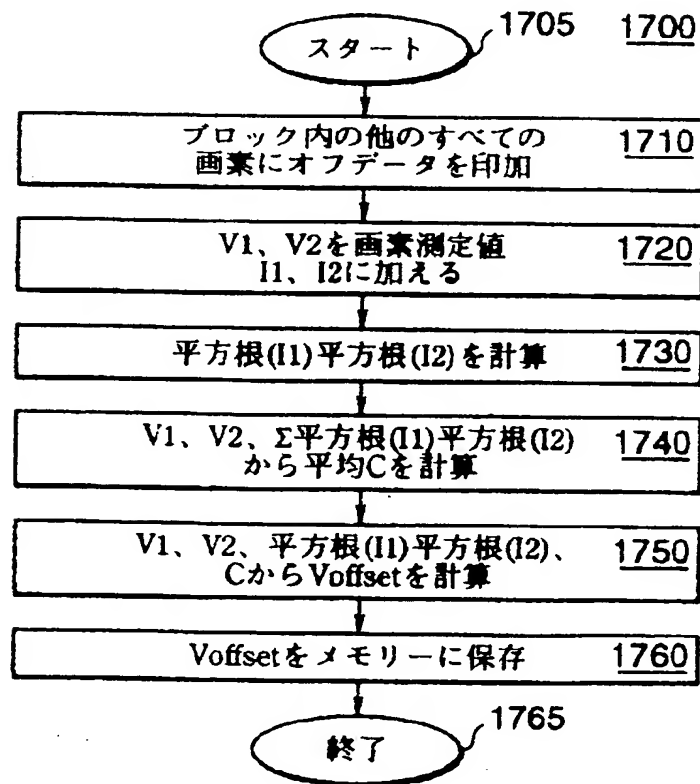 スタート
1705
1700
ブロック内の他のすべての
画素にオフデータを印加
1710
V1、V2を画素測定値
I1、I2に加える
1720
平方根(I1)平方根(I2)を計算
1730
V1、V2、Σ平方根(I1)平方根(I2)
から平均Cを計算
1740
V1、V2、平方根(I1)平方根(I2)、
CからVoffsetを計算
1750
Voffsetをメモリーに保存
1760
終了
1765